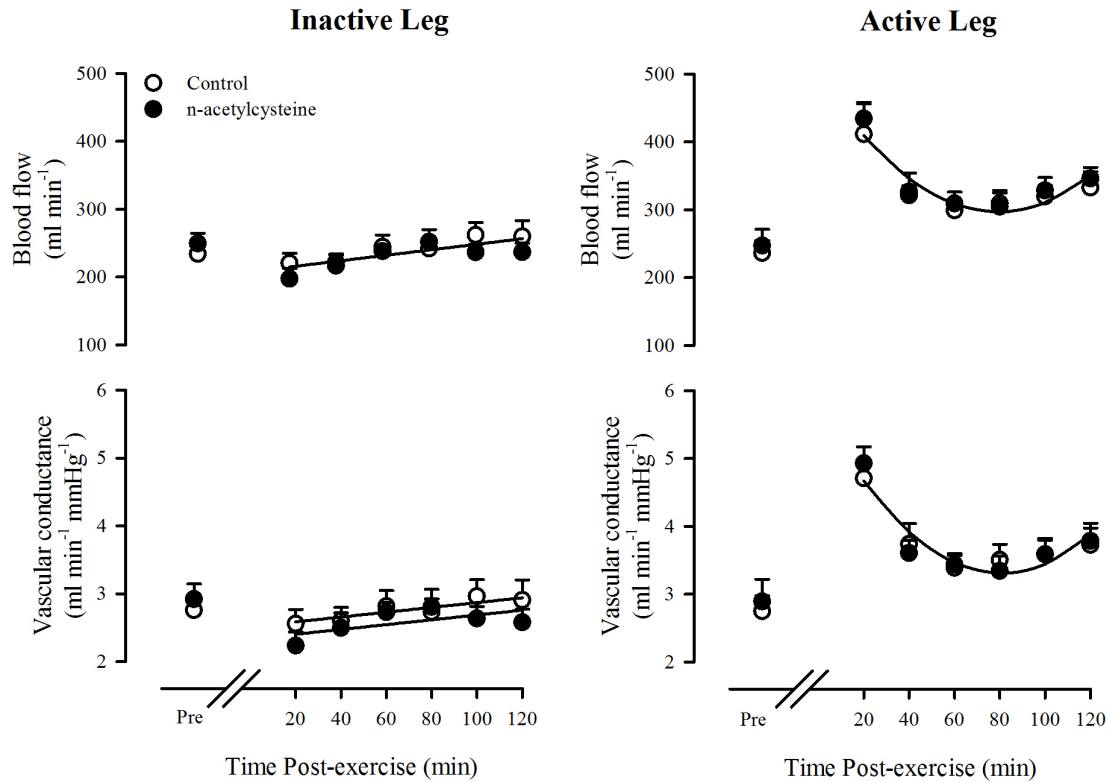 Inactive Leg
Active Leg
Control
n-acetylcysteine
Blood flow
(ml min⁻¹)
500
400
300
200
100
Blood flow
(ml min⁻¹)
500
400
300
200
100
Vascular conductance
(ml min⁻¹ mmHg⁻¹)
6
5
4
3
2
Vascular conductance
(ml min⁻¹ mmHg⁻¹)
6
5
4
3
2
Pre 20 40 60 80 100 120
Time Post-exercise (min)
Pre 20 40 60 80 100 120
Time Post-exercise (min)